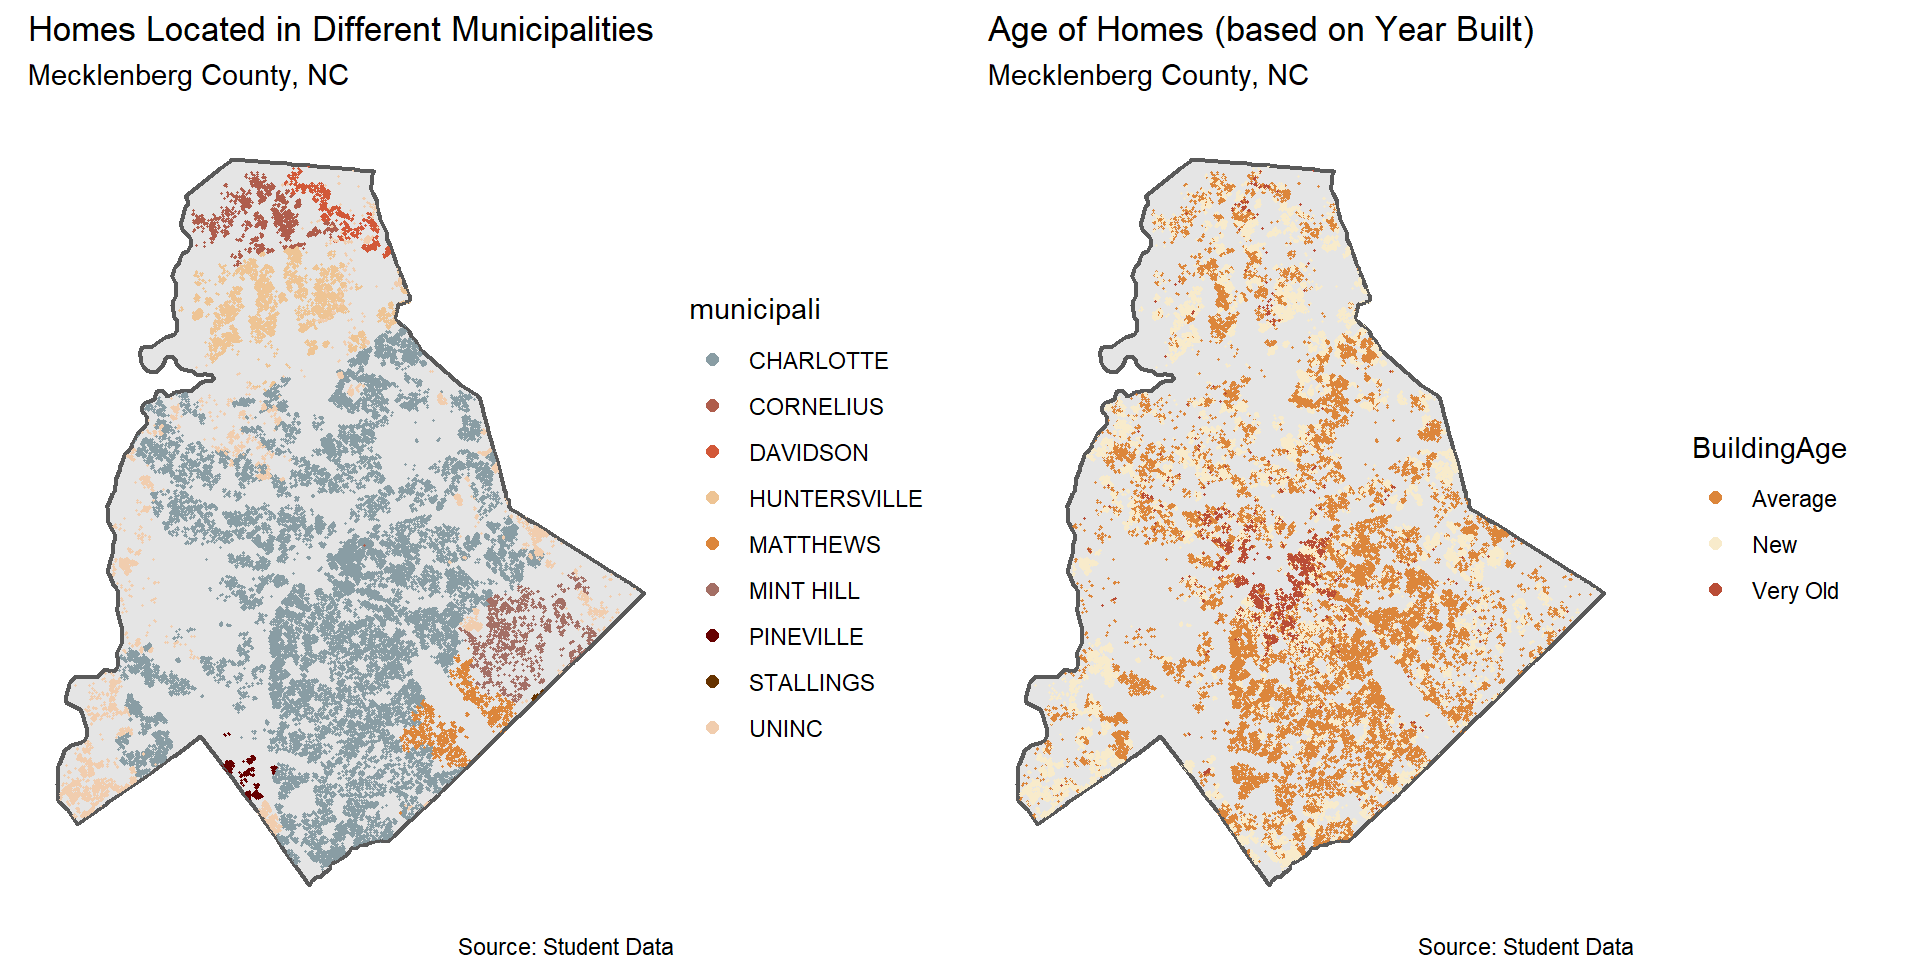 Homes Located in Different Municipalities
Mecklenberg County, NC
municipali
CHARLOTTE
CORNELIUS
DAVIDSON
HUNTERSVILLE
MATTHEWS
MINT HILL
PINEVILLE
STALLINGS
UNINC
Source: Student Data
Age of Homes (based on Year Built)
Mecklenberg County, NC
BuildingAge
Average
New
Very Old
Source: Student Data